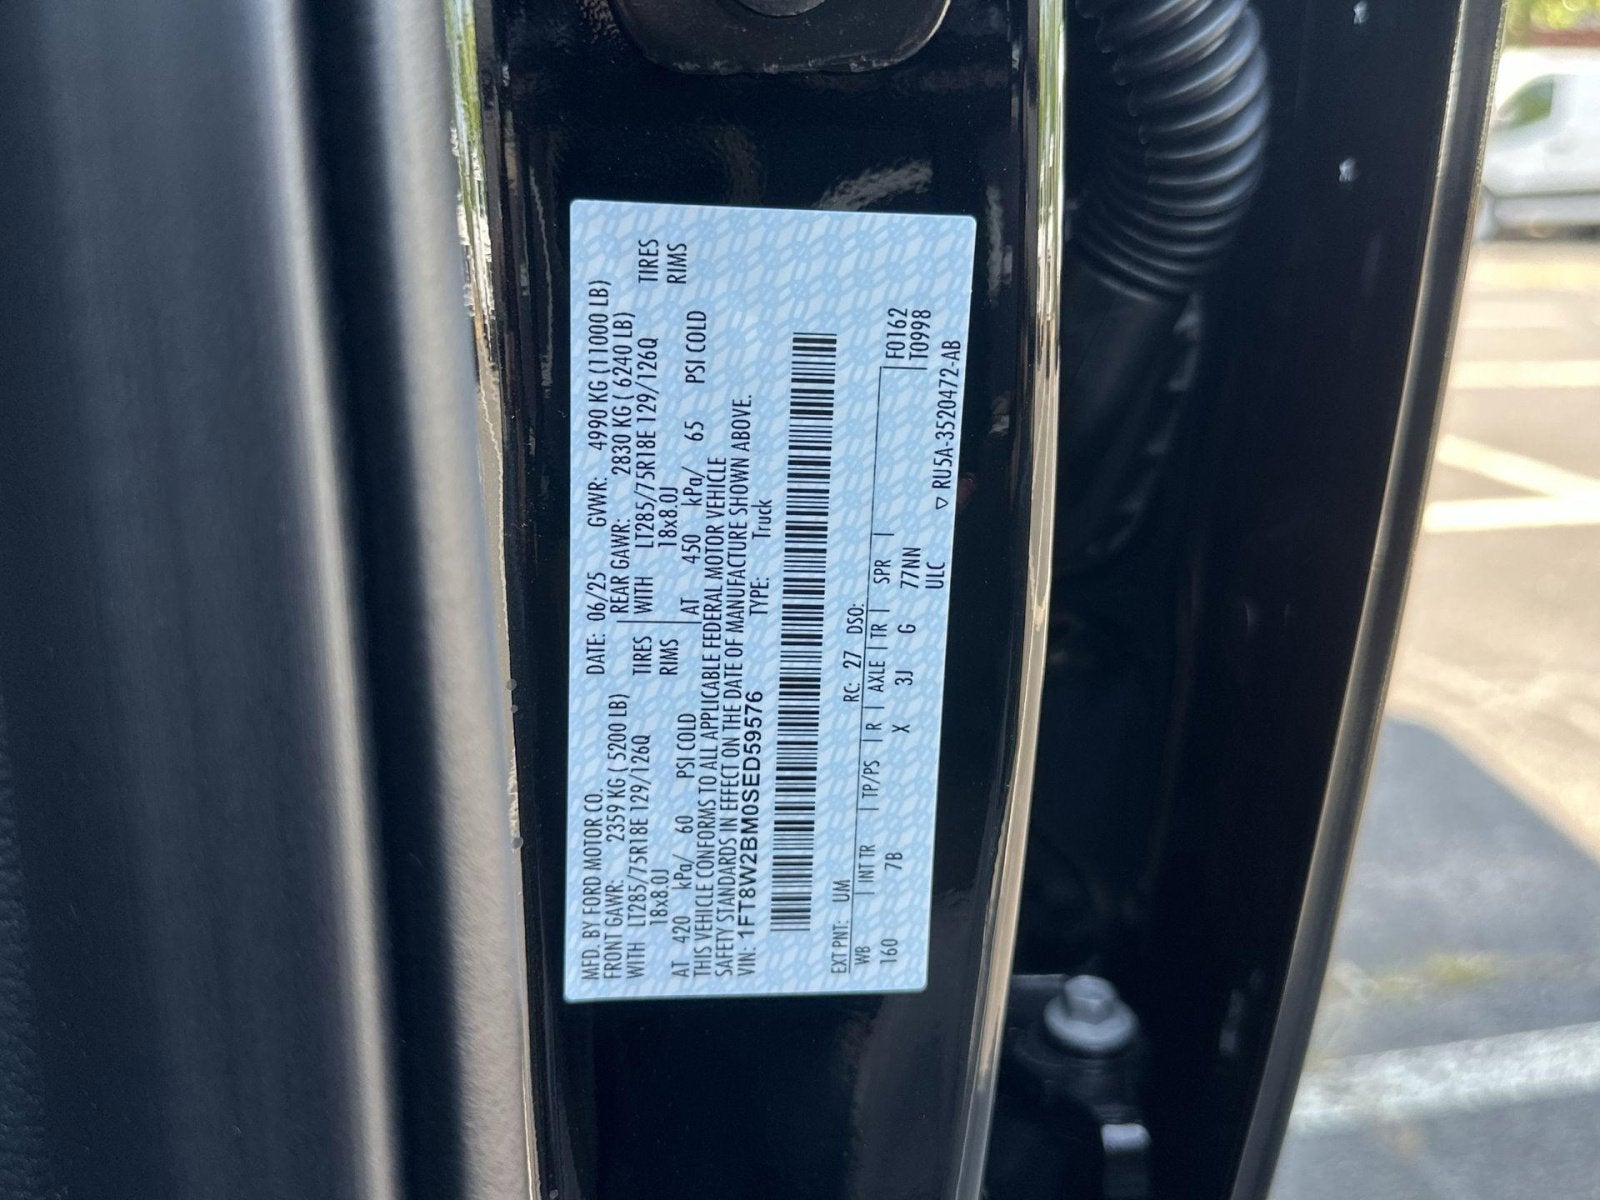 MFD. BY FORD MOTOR CO.
DATE: 06/25 GVWR: 4990 KG (11000 LB)
FRONT GAWR: 2359 KG ( 5200 LB) REAR GAWR: 2830 KG ( 6240 LB)
WITH LT285/75R18E 129/126Q TIRES WITH LT285/75R18E 129/126Q TIRES
18x8.0J RIMS 18x8.0J RIMS
AT 420 kPa/ 60 PSI COLD AT 450 kPa/ 65 PSI COLD
THIS VEHICLE CONFORMS TO ALL APPLICABLE FEDERAL MOTOR VEHICLE
SAFETY STANDARDS IN EFFECT ON THE DATE OF MANUFACTURE SHOWN ABOVE.
VIN: 1FT8W2BM0SED59576 TYPE: Truck
EXT PNT: UM RC: 27 DSO:
WB | INT TR | TP/PS | R | AXLE | TR | SPR | F0162
160 7B X 3J G 77NN T0998
ULC
▽ RU5A-3520472-AB